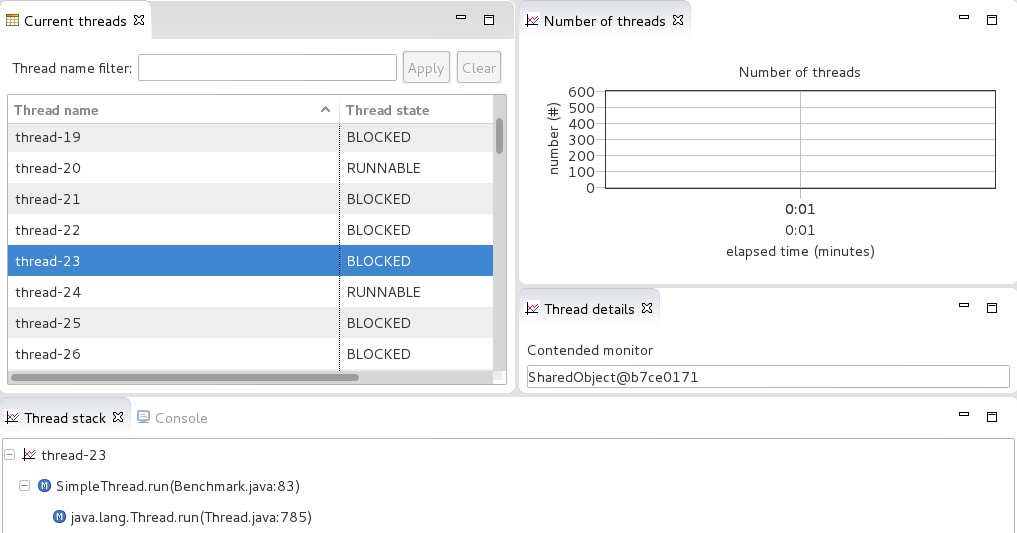 Current threads
Thread name filter:
Apply
Clear
Thread name
Thread state
thread-19 BLOCKED
thread-20 RUNNABLE
thread-21 BLOCKED
thread-22 BLOCKED
thread-23 BLOCKED
thread-24 RUNNABLE
thread-25 BLOCKED
thread-26 BLOCKED
Number of threads
Number of threads
number (#)
600
500
400
300
200
100
0
0:01
0:01
elapsed time (minutes)
Thread details
Contended monitor
SharedObject@b7ce0171
Thread stack
Console
thread-23
SimpleThread.run(Benchmark.java:83)
java.lang.Thread.run(Thread.java:785)